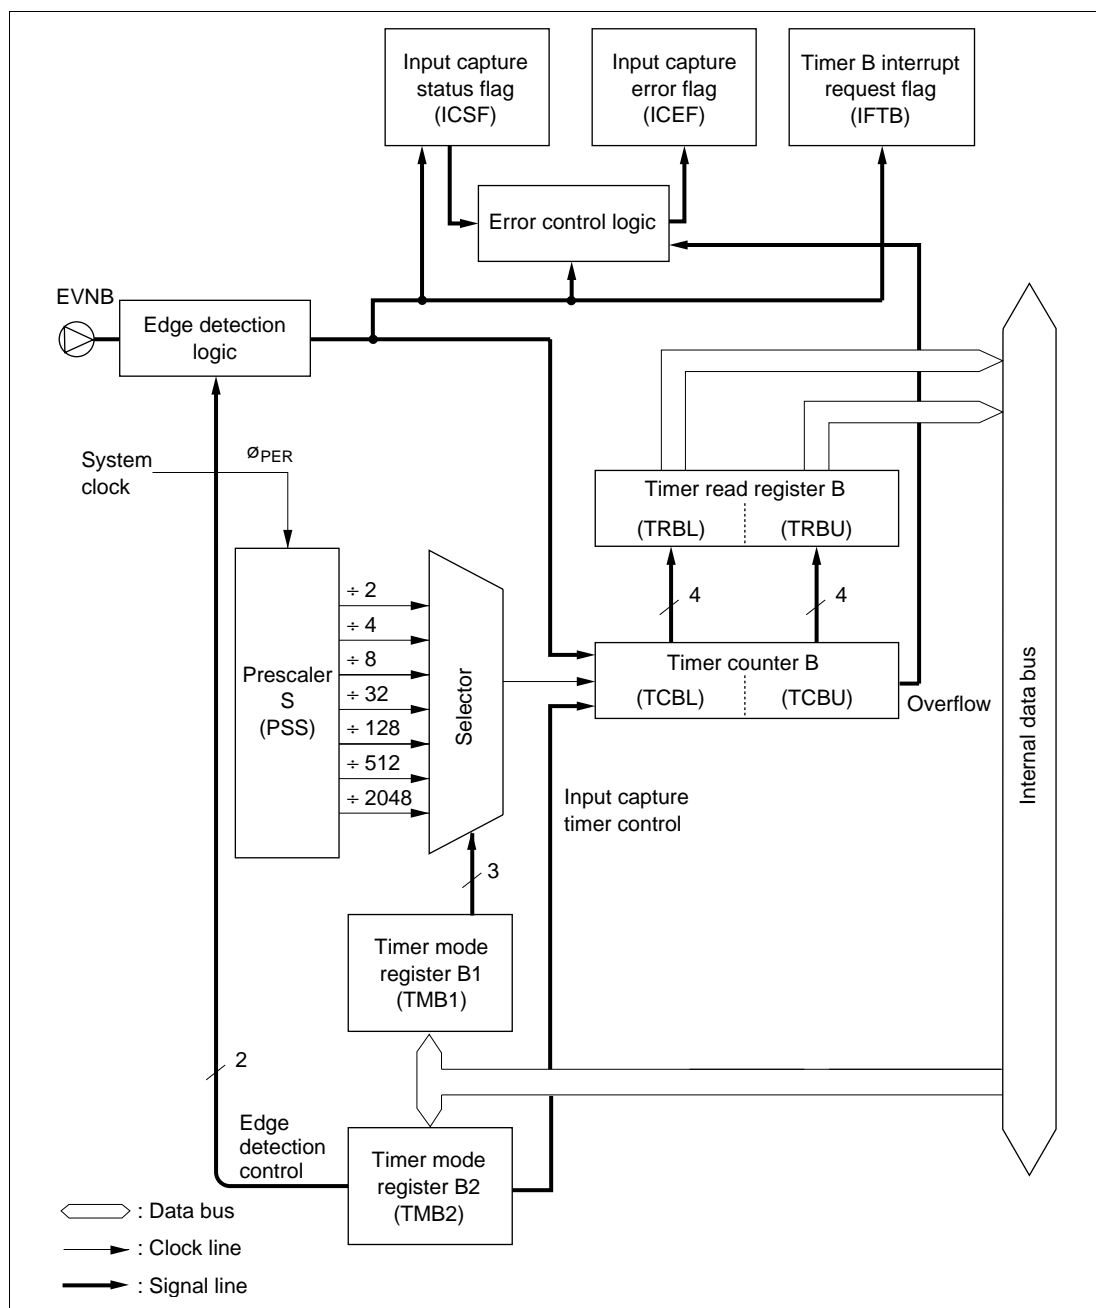 Input capture
status flag
(ICSF)
Input capture
error flag
(ICEF)
Timer B interrupt
request flag
(IFTB)
Error control logic
EVNB
Edge detection
logic
System
clock
øPER
Timer read register B
(TRBL)
(TRBU)
4
4
Timer counter B
(TCBL)
(TCBU)
Overflow
Prescaler
S
(PSS)
÷ 2
÷ 4
÷ 8
÷ 32
÷ 128
÷ 512
÷ 2048
Selector
Internal data bus
Input capture
timer control
3
Timer mode
register B1
(TMB1)
2
Edge
detection
control
Timer mode
register B2
(TMB2)
: Data bus
: Clock line
: Signal line